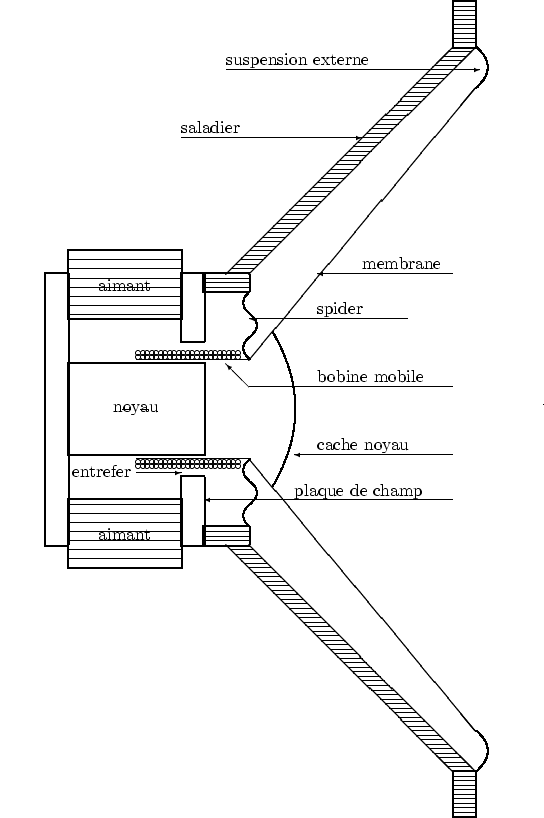 suspension externe
saladier
membrane
aimant
spider
bobine mobile
noyau
cache noyau
entrefer
plaque de champ
aimant